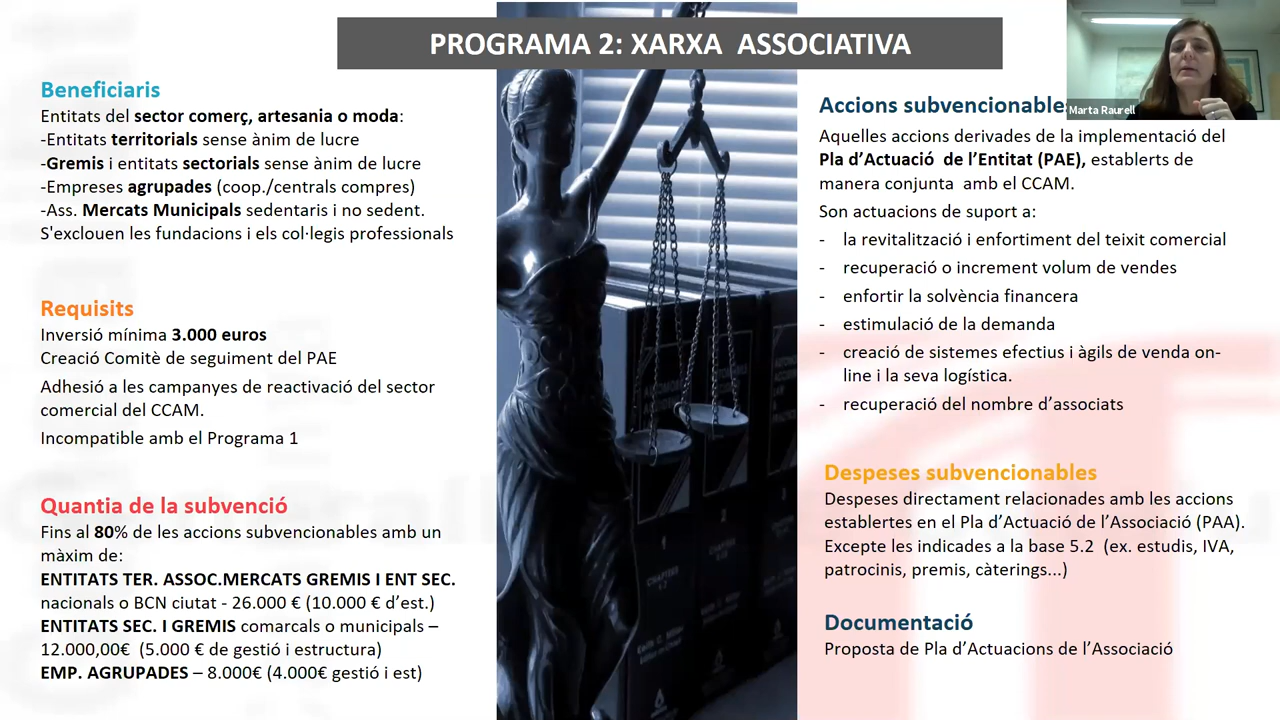 PROGRAMA 2: XARXA ASSOCIATIVA
Marta Raurell
Beneficiaris
Entitats del sector comerç, artesania o moda:
-Entitats territorials sense ànim de lucre
-Gremis i entitats sectorials sense ànim de lucre
-Empreses agrupades (coop./centrals compres)
-Ass. Mercats Municipals sedentaris i no sedent.
S'exclouen les fundacions i els col·legis professionals
Requisits
Inversió mínima 3.000 euros
Creació Comitè de seguiment del PAE
Adhesió a les campanyes de reactivació del sector
comercial del CCAM.
Incompatible amb el Programa 1
Quantia de la subvenció
Fins al 80% de les accions subvencionables amb un
màxim de:
ENTITATS TER. ASSOC.MERCATS GREMIS I ENT SEC.
nacionals o BCN ciutat - 26.000 € (10.000 € d’est.)
ENTITATS SEC. I GREMIS comarcals o municipals –
12.000,00€ (5.000 € de gestió i estructura)
EMP. AGRUPADES – 8.000€ (4.000€ gestió i est)
Accions subvencionables
Aquelles accions derivades de la implementació del
Pla d’Actuació de l’Entitat (PAE), establerts de
manera conjunta amb el CCAM.
Son actuacions de suport a:
- la revitalització i enfortiment del teixit comercial
- recuperació o increment volum de vendes
- enfortir la solvència financera
- estimulació de la demanda
- creació de sistemes efectius i àgils de venda on-
line i la seva logística.
- recuperació del nombre d’associats
Despeses subvencionables
Despeses directament relacionades amb les accions
establertes en el Pla d’Actuació de l’Associació (PAA).
Excepte les indicades a la base 5.2 (ex. estudis, IVA,
patrocinis, premis, càterings...)
Documentació
Proposta de Pla d’Actuacions de l’Associació